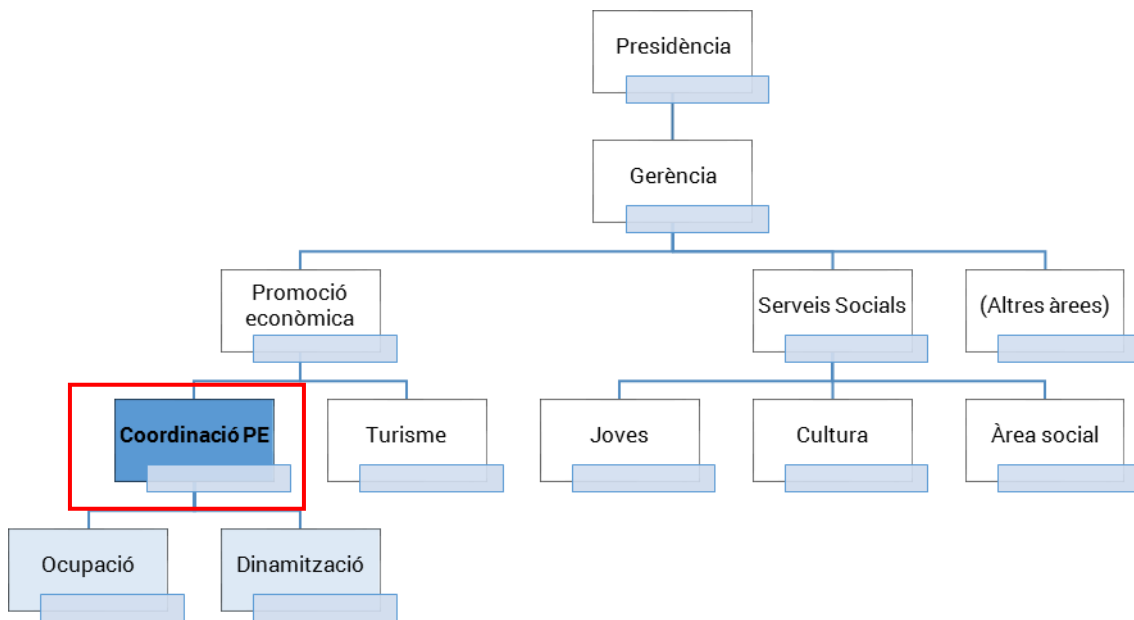 Presidència
Gerència
Promoció
econòmica
Serveis Socials
(Altres àrees)
Coordinació PE
Turisme
Joves
Cultura
Àrea social
Ocupació
Dinamització